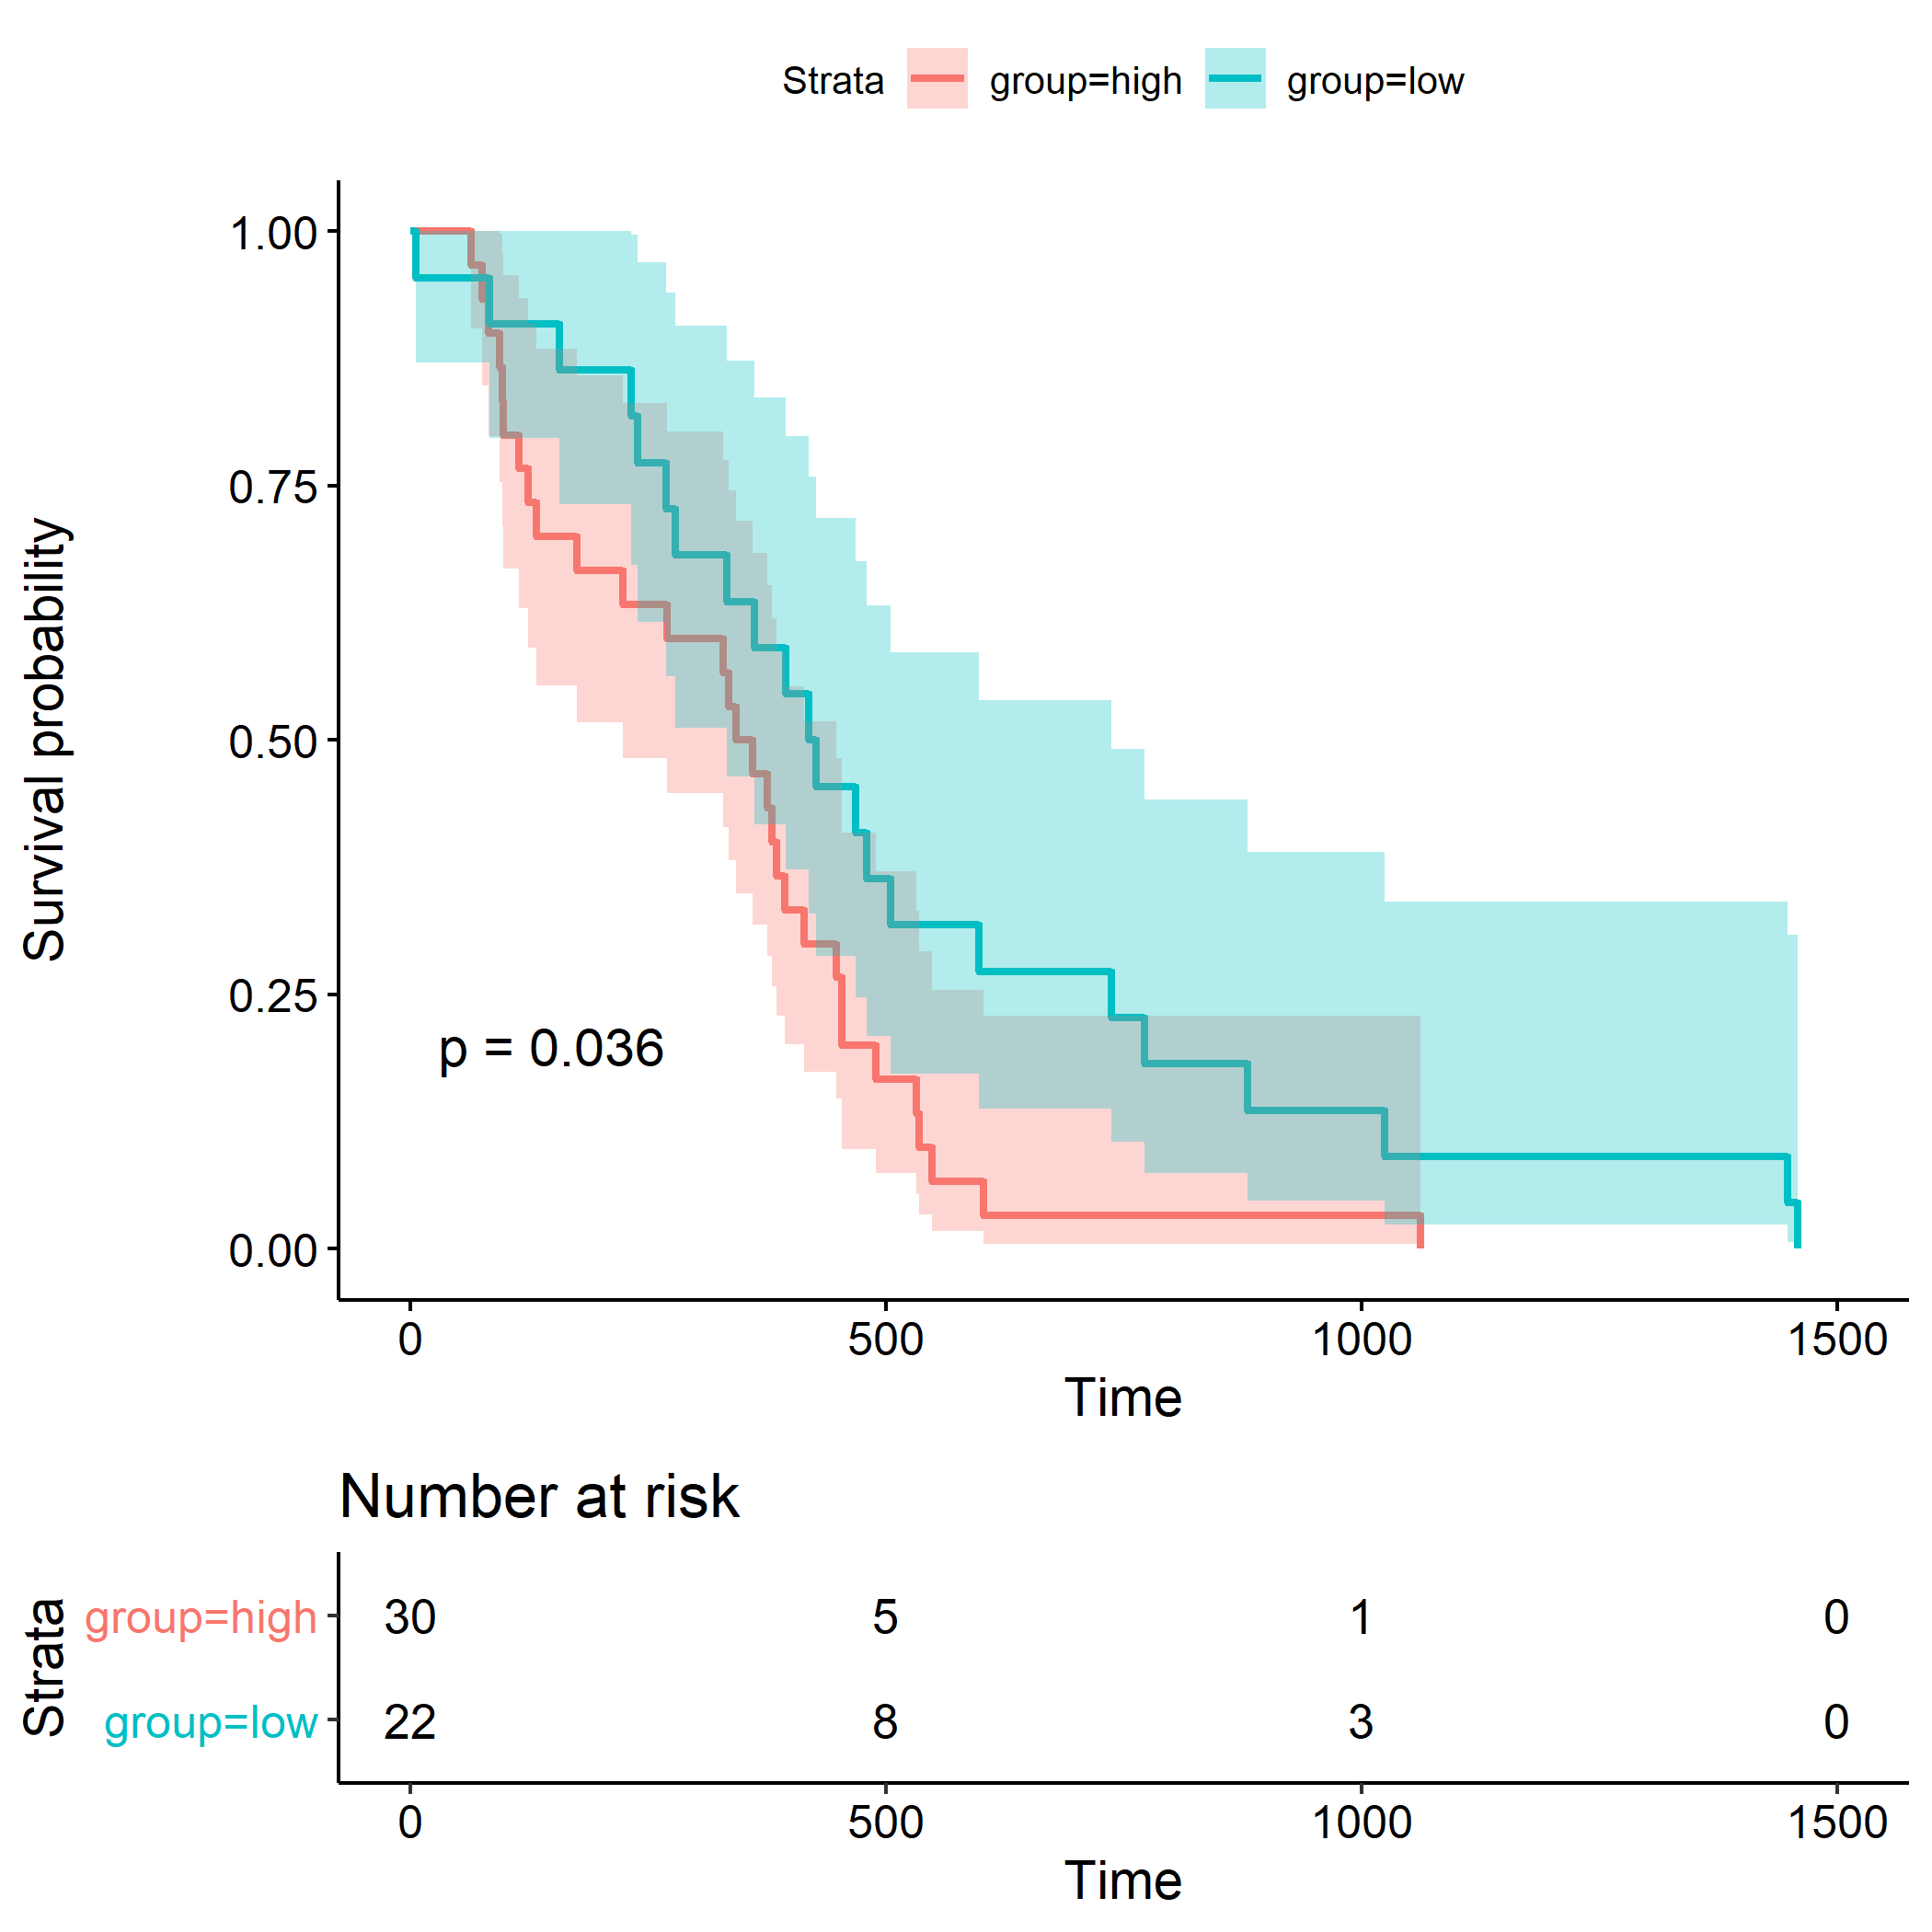 Strata group=high group=low
Survival probability
1.00
0.75
0.50
0.25
0.00
p = 0.036
0 500 1000 1500
Time
Number at risk
Strata
group=high 30 5 1 0
group=low 22 8 3 0
0 500 1000 1500
Time